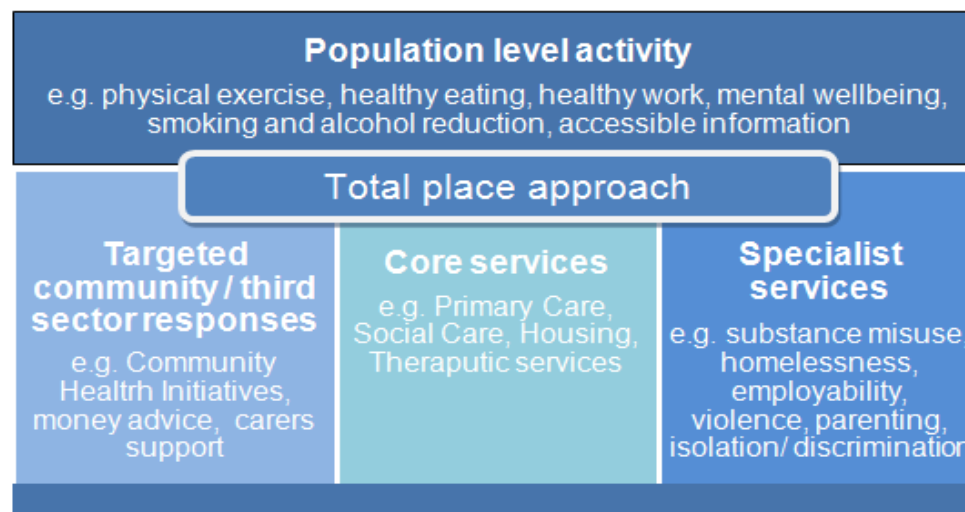 Population level activity
e.g. physical exercise, healthy eating, healthy work, mental wellbeing,
smoking and alcohol reduction, accessible information
Total place approach
Targeted
community / third
sector responses
e.g. Community
Healtrh Initiatives,
money advice, carers
support
Core services
e.g. Primary Care,
Social Care, Housing,
Theraputic services
Specialist
services
e.g. substance misuse,
homelessness,
employability,
violence, parenting,
isolation/ discrimination